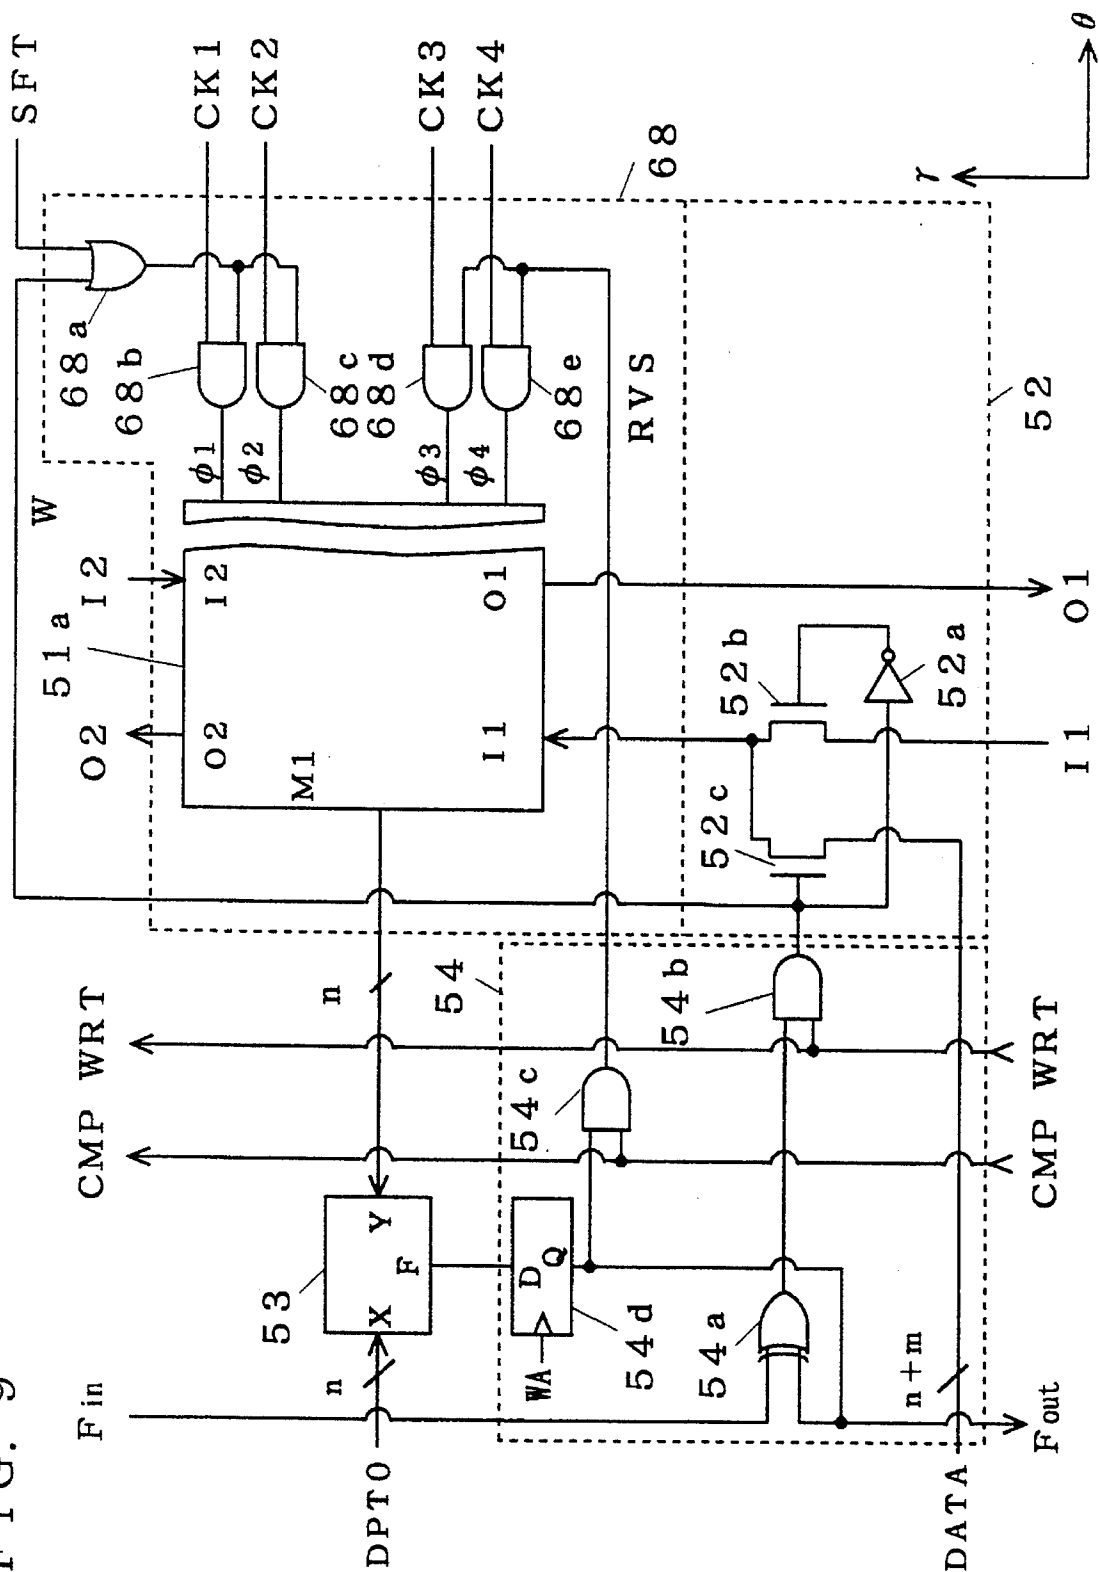 FIG. 9
Fin
CMP WRT
O2
51a
I2
W
SFT
DPTO
n
53
X
Y
F
n
M1
O2
I2
I1
O1
φ1
φ2
φ3
φ4
68a
68b
68c
68d
68e
CK1
CK2
CK3
CK4
68
RVS
WA
D
Q
54d
54c
54
54a
54b
52c
52b
52a
52
n+m
DATA
Fout
CMP WRT
I1
O1
r
θ